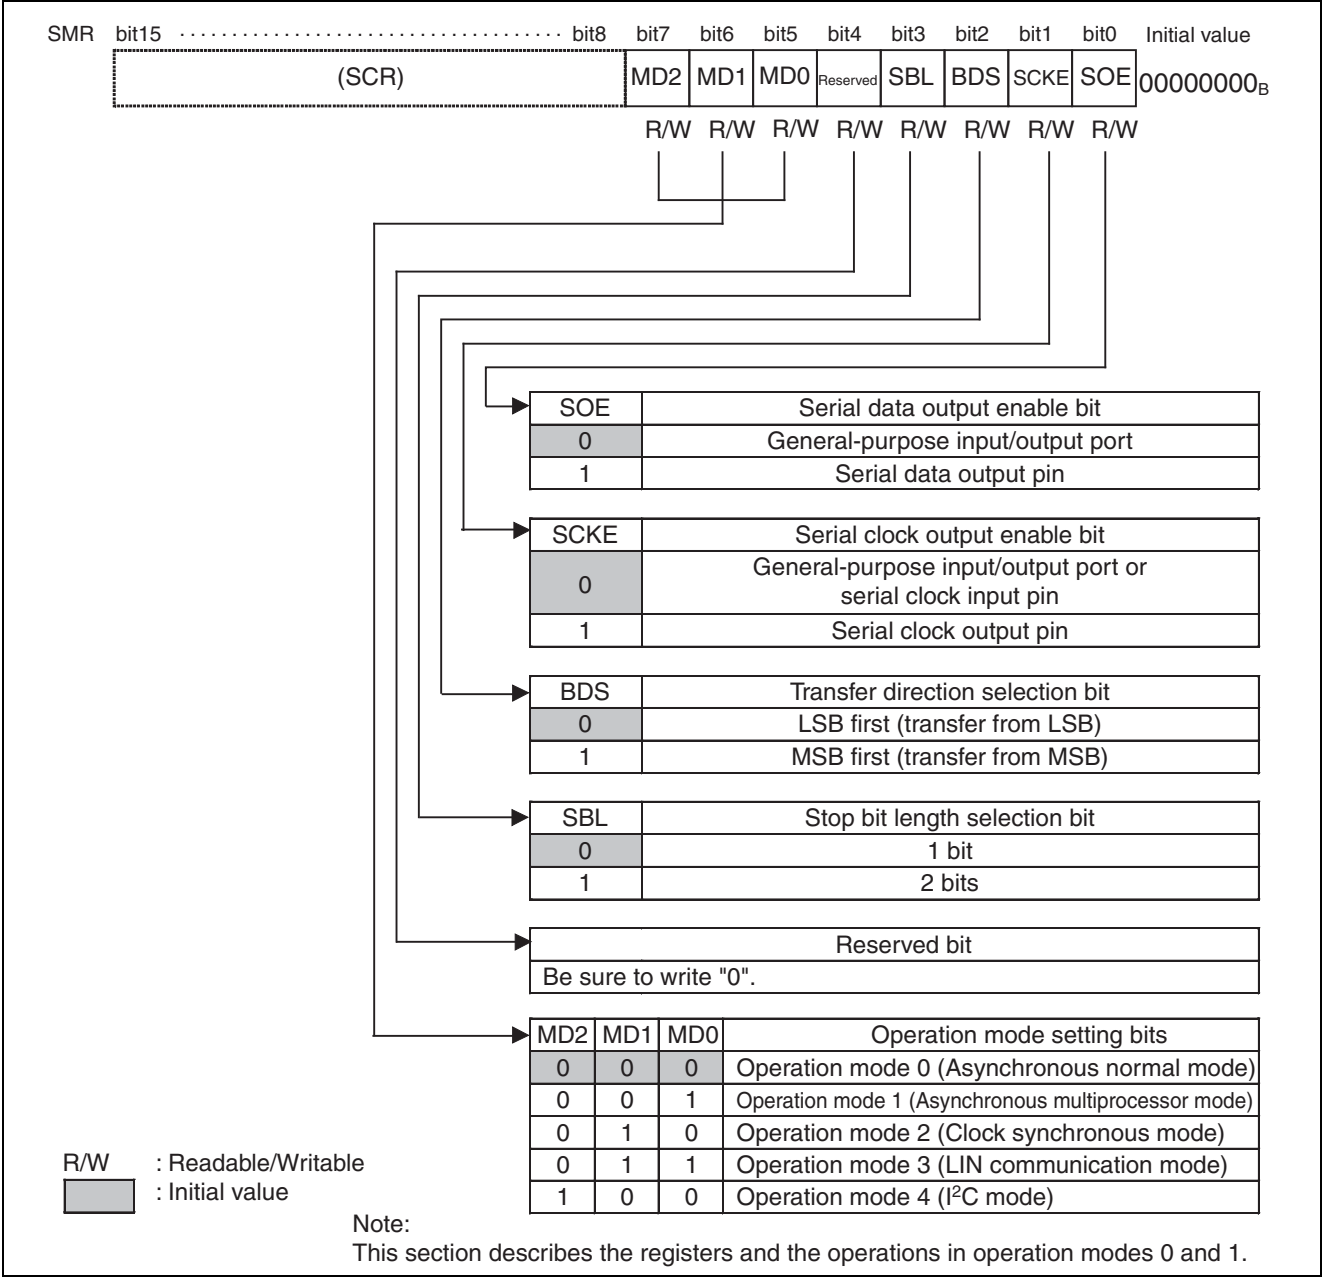 SMR bit15 ..................................... bit8 bit7 bit6 bit5 bit4 bit3 bit2 bit1 bit0 Initial value
(SCR) MD2 MD1 MD0 Reserved SBL BDS SCKE SOE 00000000B
R/W R/W R/W R/W R/W R/W R/W R/W
SOE Serial data output enable bit
0 General-purpose input/output port
1 Serial data output pin
SCKE Serial clock output enable bit
0 General-purpose input/output port or
serial clock input pin
1 Serial clock output pin
BDS Transfer direction selection bit
0 LSB first (transfer from LSB)
1 MSB first (transfer from MSB)
SBL Stop bit length selection bit
0 1 bit
1 2 bits
Reserved bit
Be sure to write "0".
MD2 MD1 MD0 Operation mode setting bits
0 0 0 Operation mode 0 (Asynchronous normal mode)
0 0 1 Operation mode 1 (Asynchronous multiprocessor mode)
0 1 0 Operation mode 2 (Clock synchronous mode)
0 1 1 Operation mode 3 (LIN communication mode)
1 0 0 Operation mode 4 (I²C mode)
R/W : Readable/Writable
: Initial value
Note:
This section describes the registers and the operations in operation modes 0 and 1.